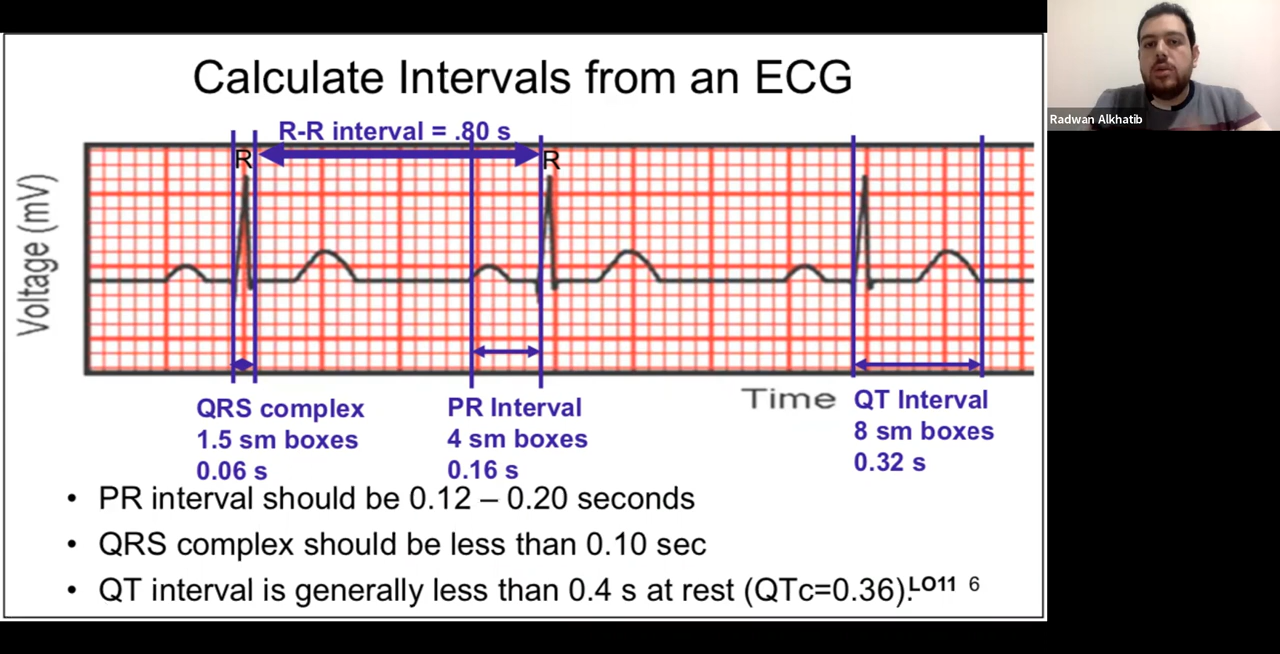 Calculate Intervals from an ECG
Radwan Alkhatib
R-R interval = .80 s
R
R
Voltage (mV)
Time
QRS complex
1.5 sm boxes
0.06 s
PR Interval
4 sm boxes
0.16 s
QT Interval
8 sm boxes
0.32 s
• PR interval should be 0.12 – 0.20 seconds
• QRS complex should be less than 0.10 sec
• QT interval is generally less than 0.4 s at rest (QTc=0.36).LO11 6